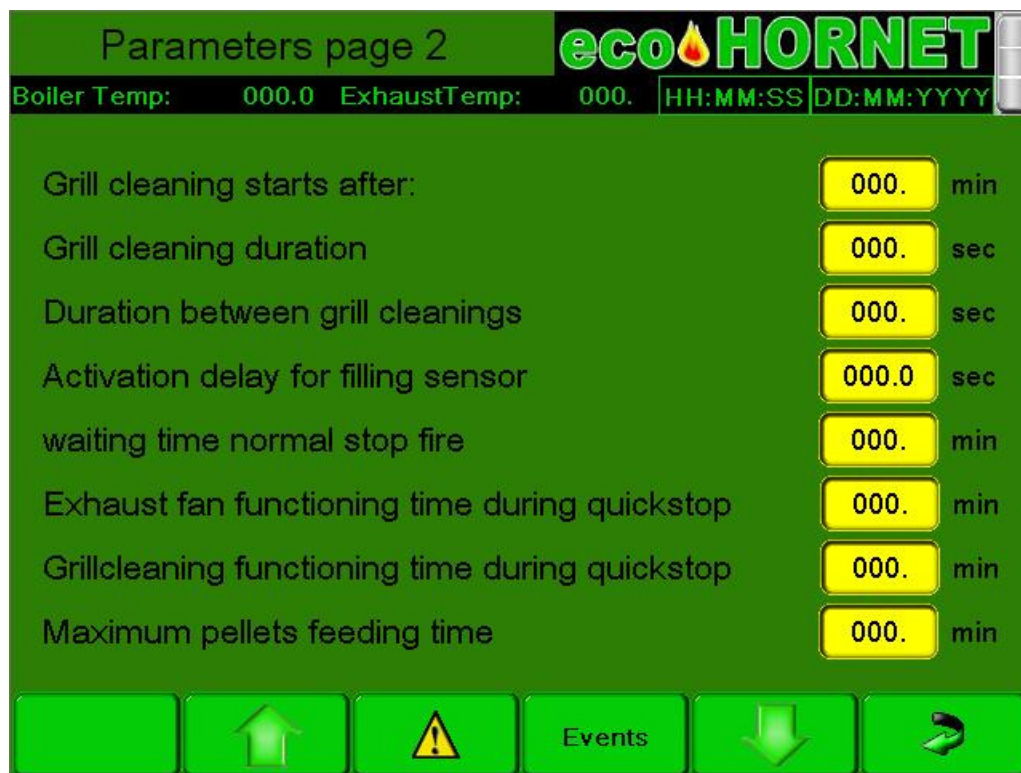 Parameters page 2
eco HORNET
Boiler Temp: 000.0 ExhaustTemp: 000. HH:MM:SS DD:MM:YYYY
Grill cleaning starts after: 000. min
Grill cleaning duration 000. sec
Duration between grill cleanings 000. sec
Activation delay for filling sensor 000.0 sec
waiting time normal stop fire 000. min
Exhaust fan functioning time during quickstop 000. min
Grillcleaning functioning time during quickstop 000. min
Maximum pellets feeding time 000. min
Events